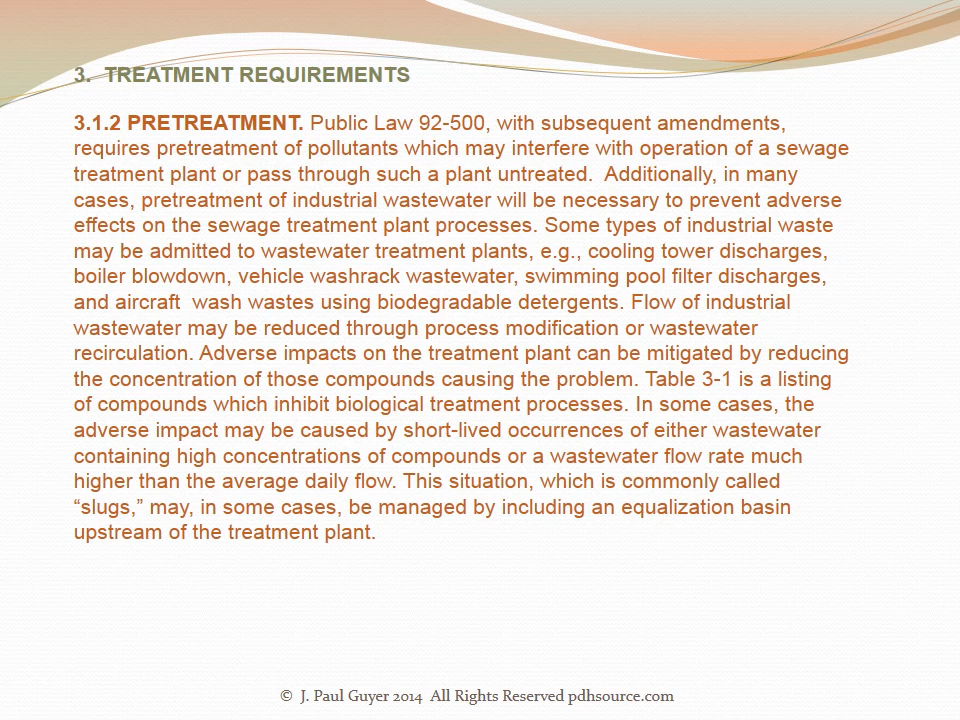 3.  TREATMENT REQUIREMENTS
3.1.2 PRETREATMENT. Public Law 92-500, with subsequent amendments,
requires pretreatment of pollutants which may interfere with operation of a sewage
treatment plant or pass through such a plant untreated.  Additionally, in many
cases, pretreatment of industrial wastewater will be necessary to prevent adverse
effects on the sewage treatment plant processes. Some types of industrial waste
may be admitted to wastewater treatment plants, e.g., cooling tower discharges,
boiler blowdown, vehicle washrack wastewater, swimming pool filter discharges,
and aircraft  wash wastes using biodegradable detergents. Flow of industrial
wastewater may be reduced through process modification or wastewater
recirculation. Adverse impacts on the treatment plant can be mitigated by reducing
the concentration of those compounds causing the problem. Table 3-1 is a listing
of compounds which inhibit biological treatment processes. In some cases, the
adverse impact may be caused by short-lived occurrences of either wastewater
containing high concentrations of compounds or a wastewater flow rate much
higher than the average daily flow. This situation, which is commonly called
“slugs,” may, in some cases, be managed by including an equalization basin
upstream of the treatment plant.
© J. Paul Guyer 2014  All Rights Reserved pdhsource.com